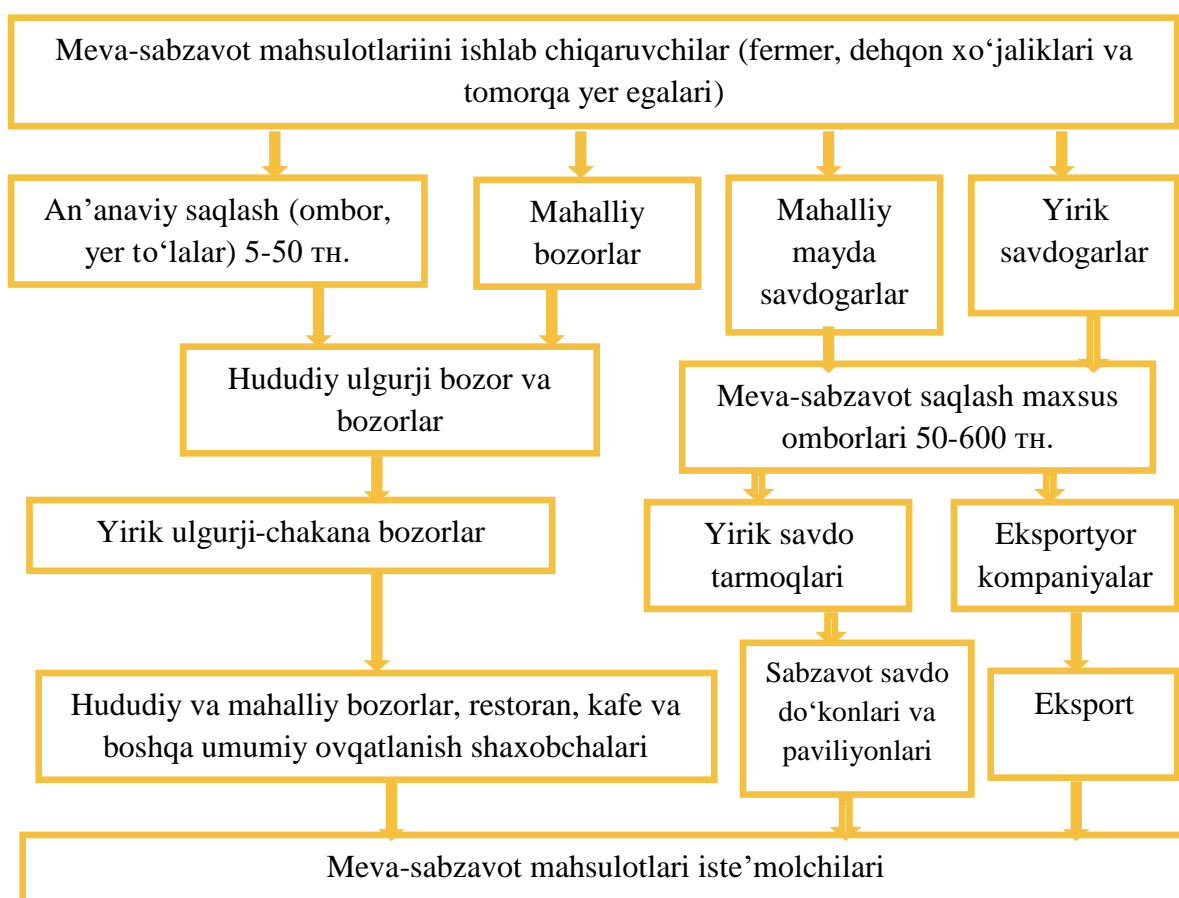 Meva-sabzavot mahsulotlariini ishlab chiqaruvchilar (fermer, dehqon xo‘jaliklari va
tomorqa yer egalari)
An’anaviy saqlash (ombor,
yer to‘lalar) 5-50 тн.
Mahalliy
bozorlar
Mahalliy
mayda
savdogarlar
Yirik
savdogarlar
Hududiy ulgurji bozor va
bozorlar
Meva-sabzavot saqlash maxsus
omborlari 50-600 тн.
Yirik ulgurji-chakana bozorlar
Yirik savdo
tarmoqlari
Eksportyor
kompaniyalar
Hududiy va mahalliy bozorlar, restoran, kafe va
boshqa umumiy ovqatlanish shaxobchalari
Sabzavot savdo
do‘konlari va
paviliyonlari
Eksport
Meva-sabzavot mahsulotlari iste’molchilari